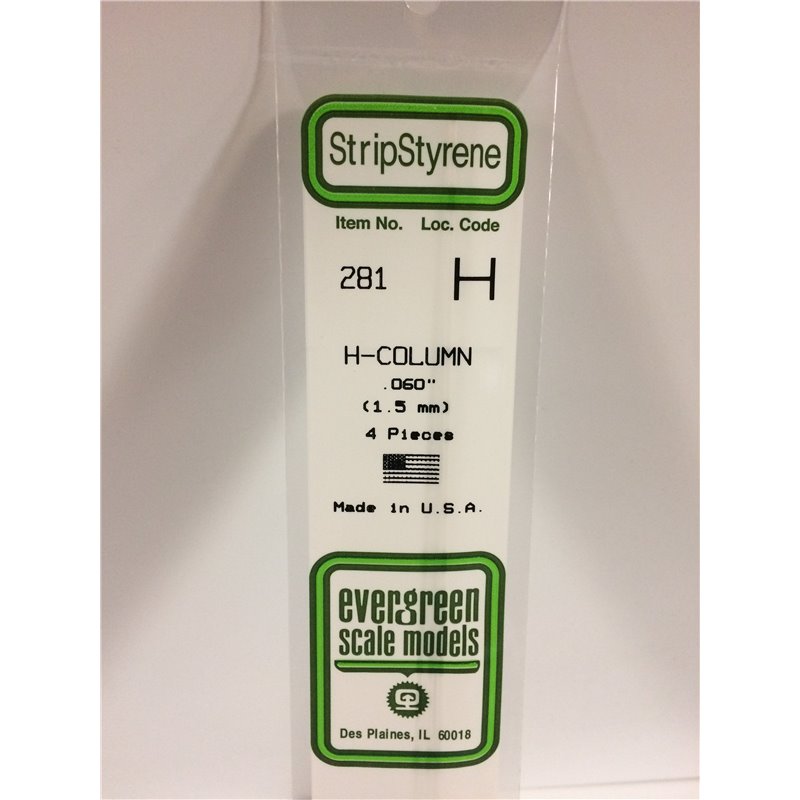 StripStyrene
Item No. Loc. Code
281 H
H-COLUMN
.060"
(1.5 mm)
4 Pieces
Made in U.S.A.
evergreen
scale models
Des Plaines, IL 60018